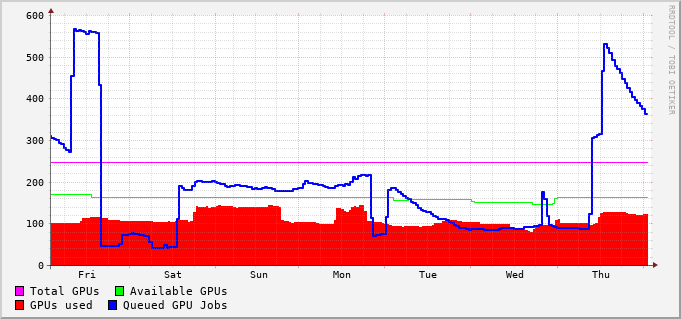 600
500
400
300
200
100
0
Fri Sat Sun Mon Tue Wed Thu
Total GPUs Available GPUs
GPUs used Queued GPU Jobs
RRDTOOL / TOBI OETIKER